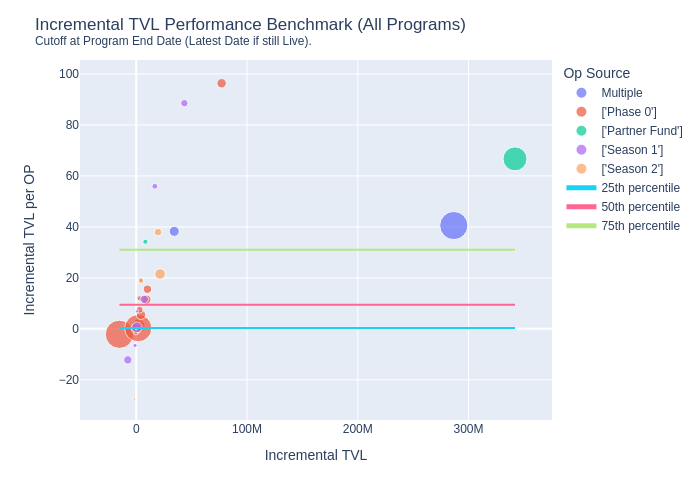 Incremental TVL Performance Benchmark (All Programs)
Cutoff at Program End Date (Latest Date if still Live).
Incremental TVL per OP
100
80
60
40
20
0
−20
0
100M
200M
300M
Incremental TVL
Op Source
Multiple
['Phase 0']
['Partner Fund']
['Season 1']
['Season 2']
25th percentile
50th percentile
75th percentile